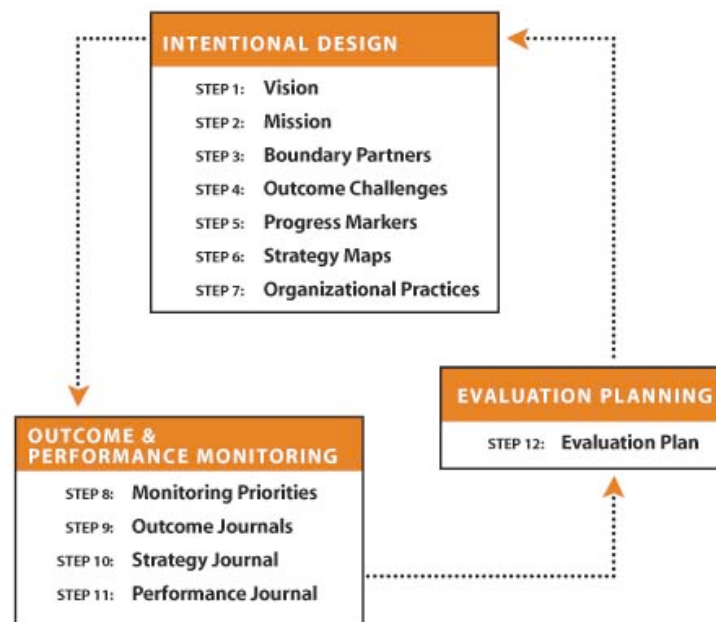 INTENTIONAL DESIGN
STEP 1: Vision
STEP 2: Mission
STEP 3: Boundary Partners
STEP 4: Outcome Challenges
STEP 5: Progress Markers
STEP 6: Strategy Maps
STEP 7: Organizational Practices
OUTCOME &
PERFORMANCE MONITORING
STEP 8: Monitoring Priorities
STEP 9: Outcome Journals
STEP 10: Strategy Journal
STEP 11: Performance Journal
EVALUATION PLANNING
STEP 12: Evaluation Plan